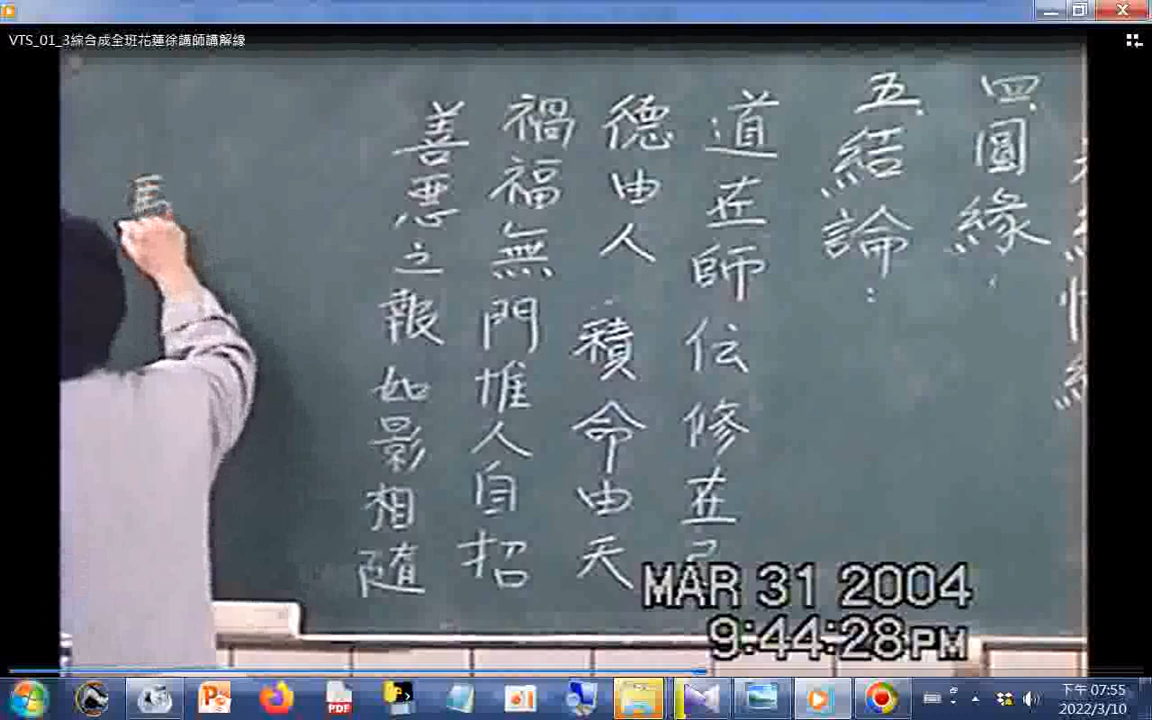 VTS_01_3綜合成全班花蓮徐講師講解緣
四圓緣
五結論：
道在師伝修在己
德由人積命由天
禍福無門惟人自招
善悪之報如影相隨
MAR 31 2004
9:44:28PM
PDF
下午 07:55
2022/3/10